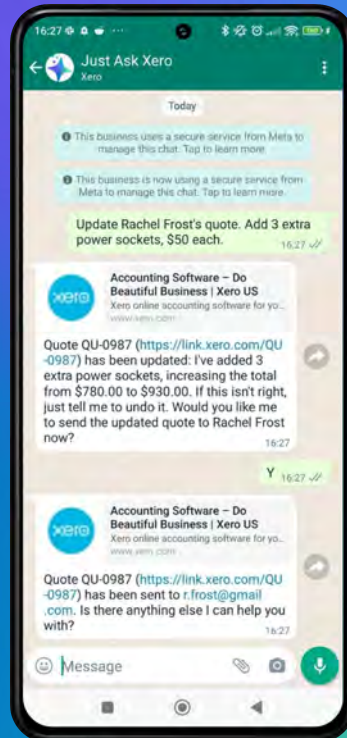 16:27
Just Ask Xero
Xero
Today
This business uses a secure service from Meta to
manage this chat. Tap to learn more.
This business is now using a secure service from
Meta to manage this chat. Tap to learn more.
Update Rachel Frost's quote. Add 3 extra
power sockets, $50 each.
16:27
xero
Accounting Software – Do
Beautiful Business | Xero US
Xero online accounting software for yo...
www.xero.com
Quote QU-0987 (https://link.xero.com/QU
-0987) has been updated: I've added 3
extra power sockets, increasing the total
from $780.00 to $930.00. If this isn't right,
just tell me to undo it. Would you like me
to send the updated quote to Rachel Frost
now?
16:27
Y 16:27
xero
Accounting Software – Do
Beautiful Business | Xero US
Xero online accounting software for yo...
www.xero.com
Quote QU-0987 (https://link.xero.com/QU
-0987) has been sent to r.frost@gmail
.com. Is there anything else I can help you
with?
16:27
Message